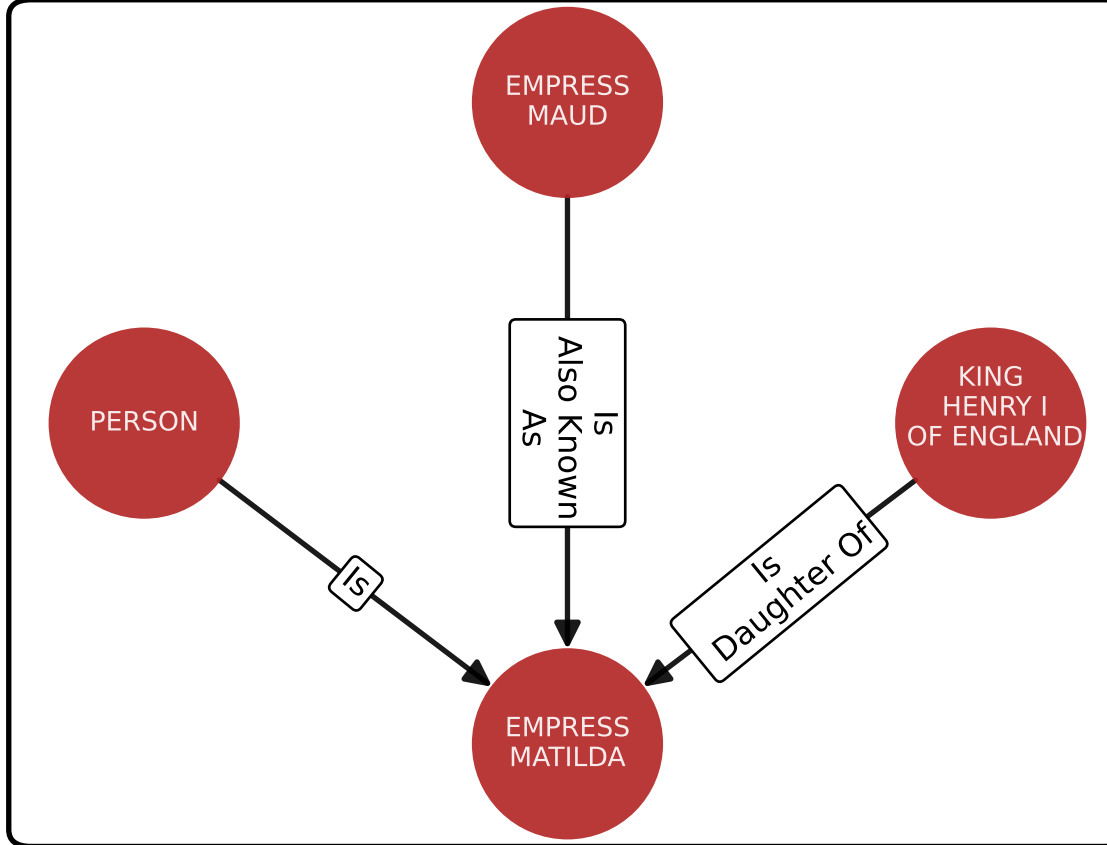 EMPRESS
MAUD
PERSON
KING
HENRY I
OF ENGLAND
Is
Also Known
As
Is
Is
Daughter Of
EMPRESS
MATILDA